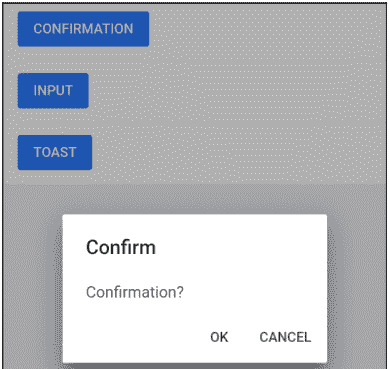 CONFIRMATION
INPUT
TOAST
Confirm
Confirmation?
OK CANCEL